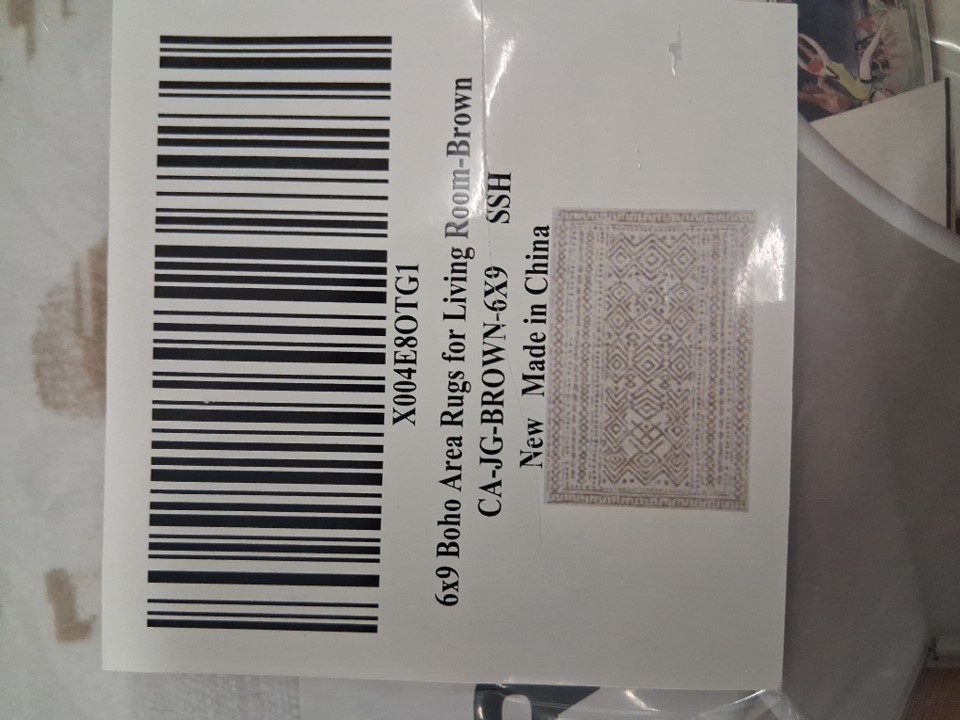 X004E8OTG1
6x9 Boho Area Rugs for Living Room-Brown
CA-JG-BROWN-6X9 SSH
New Made in China